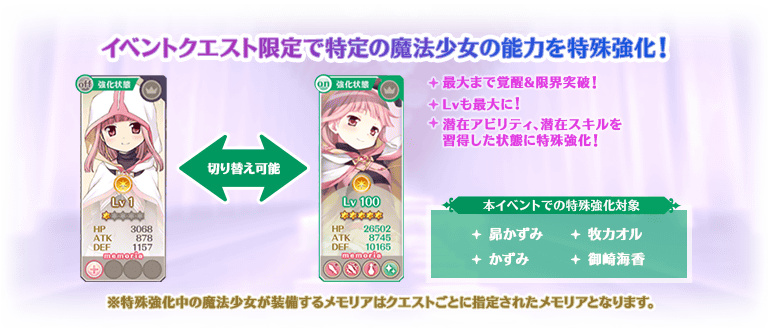 イベントクエスト限定で特定の魔法少女の能力を特殊強化!
off 強化状態
Lv 1
HP 3068
ATK 878
DEF 1157
memoria
切り替え可能
on 強化状態
Lv 100
HP 26502
ATK 8745
DEF 10165
memoria
最大まで覚醒&限界突破!
Lvも最大に!
潜在アビリティ、潜在スキルを
習得した状態に特殊強化!
本イベントでの特殊強化対象
昴かずみ 牧カオル
かずみ 御崎海香
※特殊強化中の魔法少女が装備するメモリアはクエストごとに指定されたメモリアとなります。